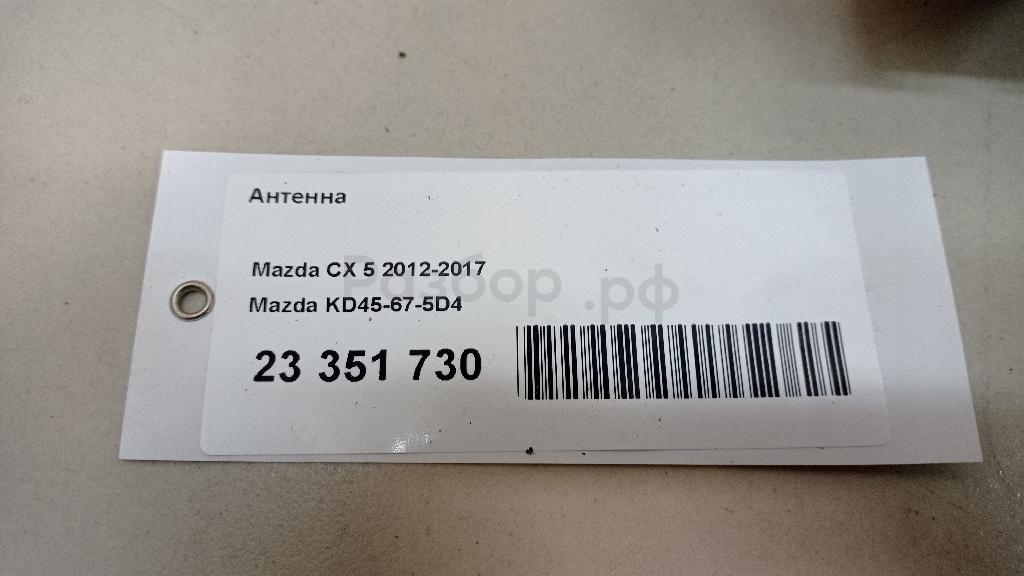 Антенна
Mazda CX 5 2012-2017
Разбор.рф
Mazda KD45-67-5D4
23 351 730